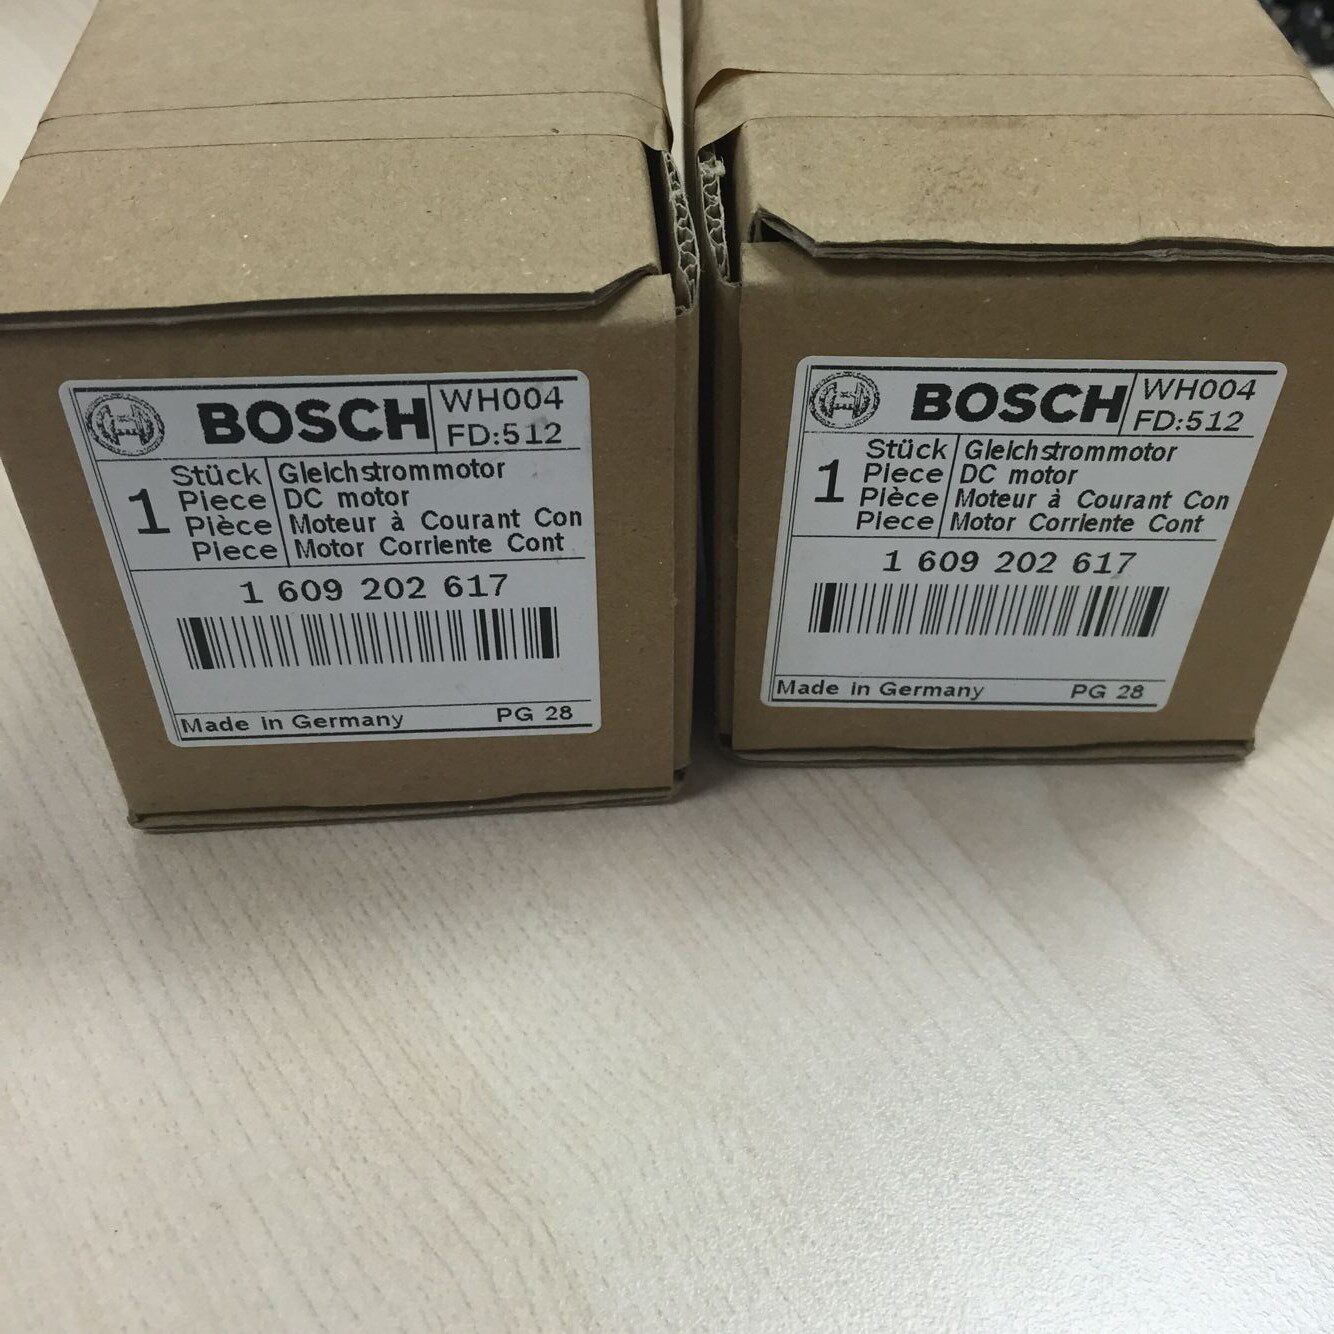 BOSCH WH004
FD:512
1 Stück Gleichstrommotor
Piece DC motor
Pièce Moteur à Courant Con
Piece Motor Corriente Cont
1 609 202 617
Made in Germany PG 28
BOSCH WH004
FD:512
1 Stück Gleichstrommotor
Piece DC motor
Pièce Moteur à Courant Con
Piece Motor Corriente Cont
1 609 202 617
Made in Germany PG 28